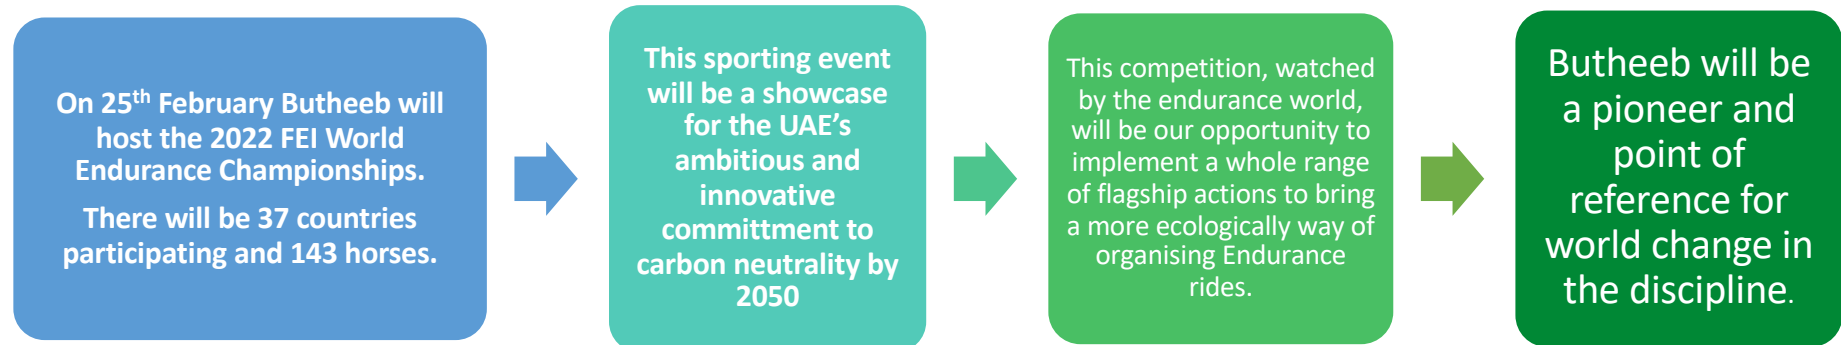 On 25th February Butheeb will
host the 2022 FEI World
Endurance Championships.
There will be 37 countries
participating and 143 horses.
This sporting event
will be a showcase
for the UAE's
ambitious and
innovative
committment to
carbon neutrality by
2050
This competition, watched
by the endurance world,
will be our opportunity to
implement a whole range
of flagship actions to bring
a more ecologically way of
organising Endurance
rides.
Butheeb will be
a pioneer and
point of
reference for
world change in
the discipline.